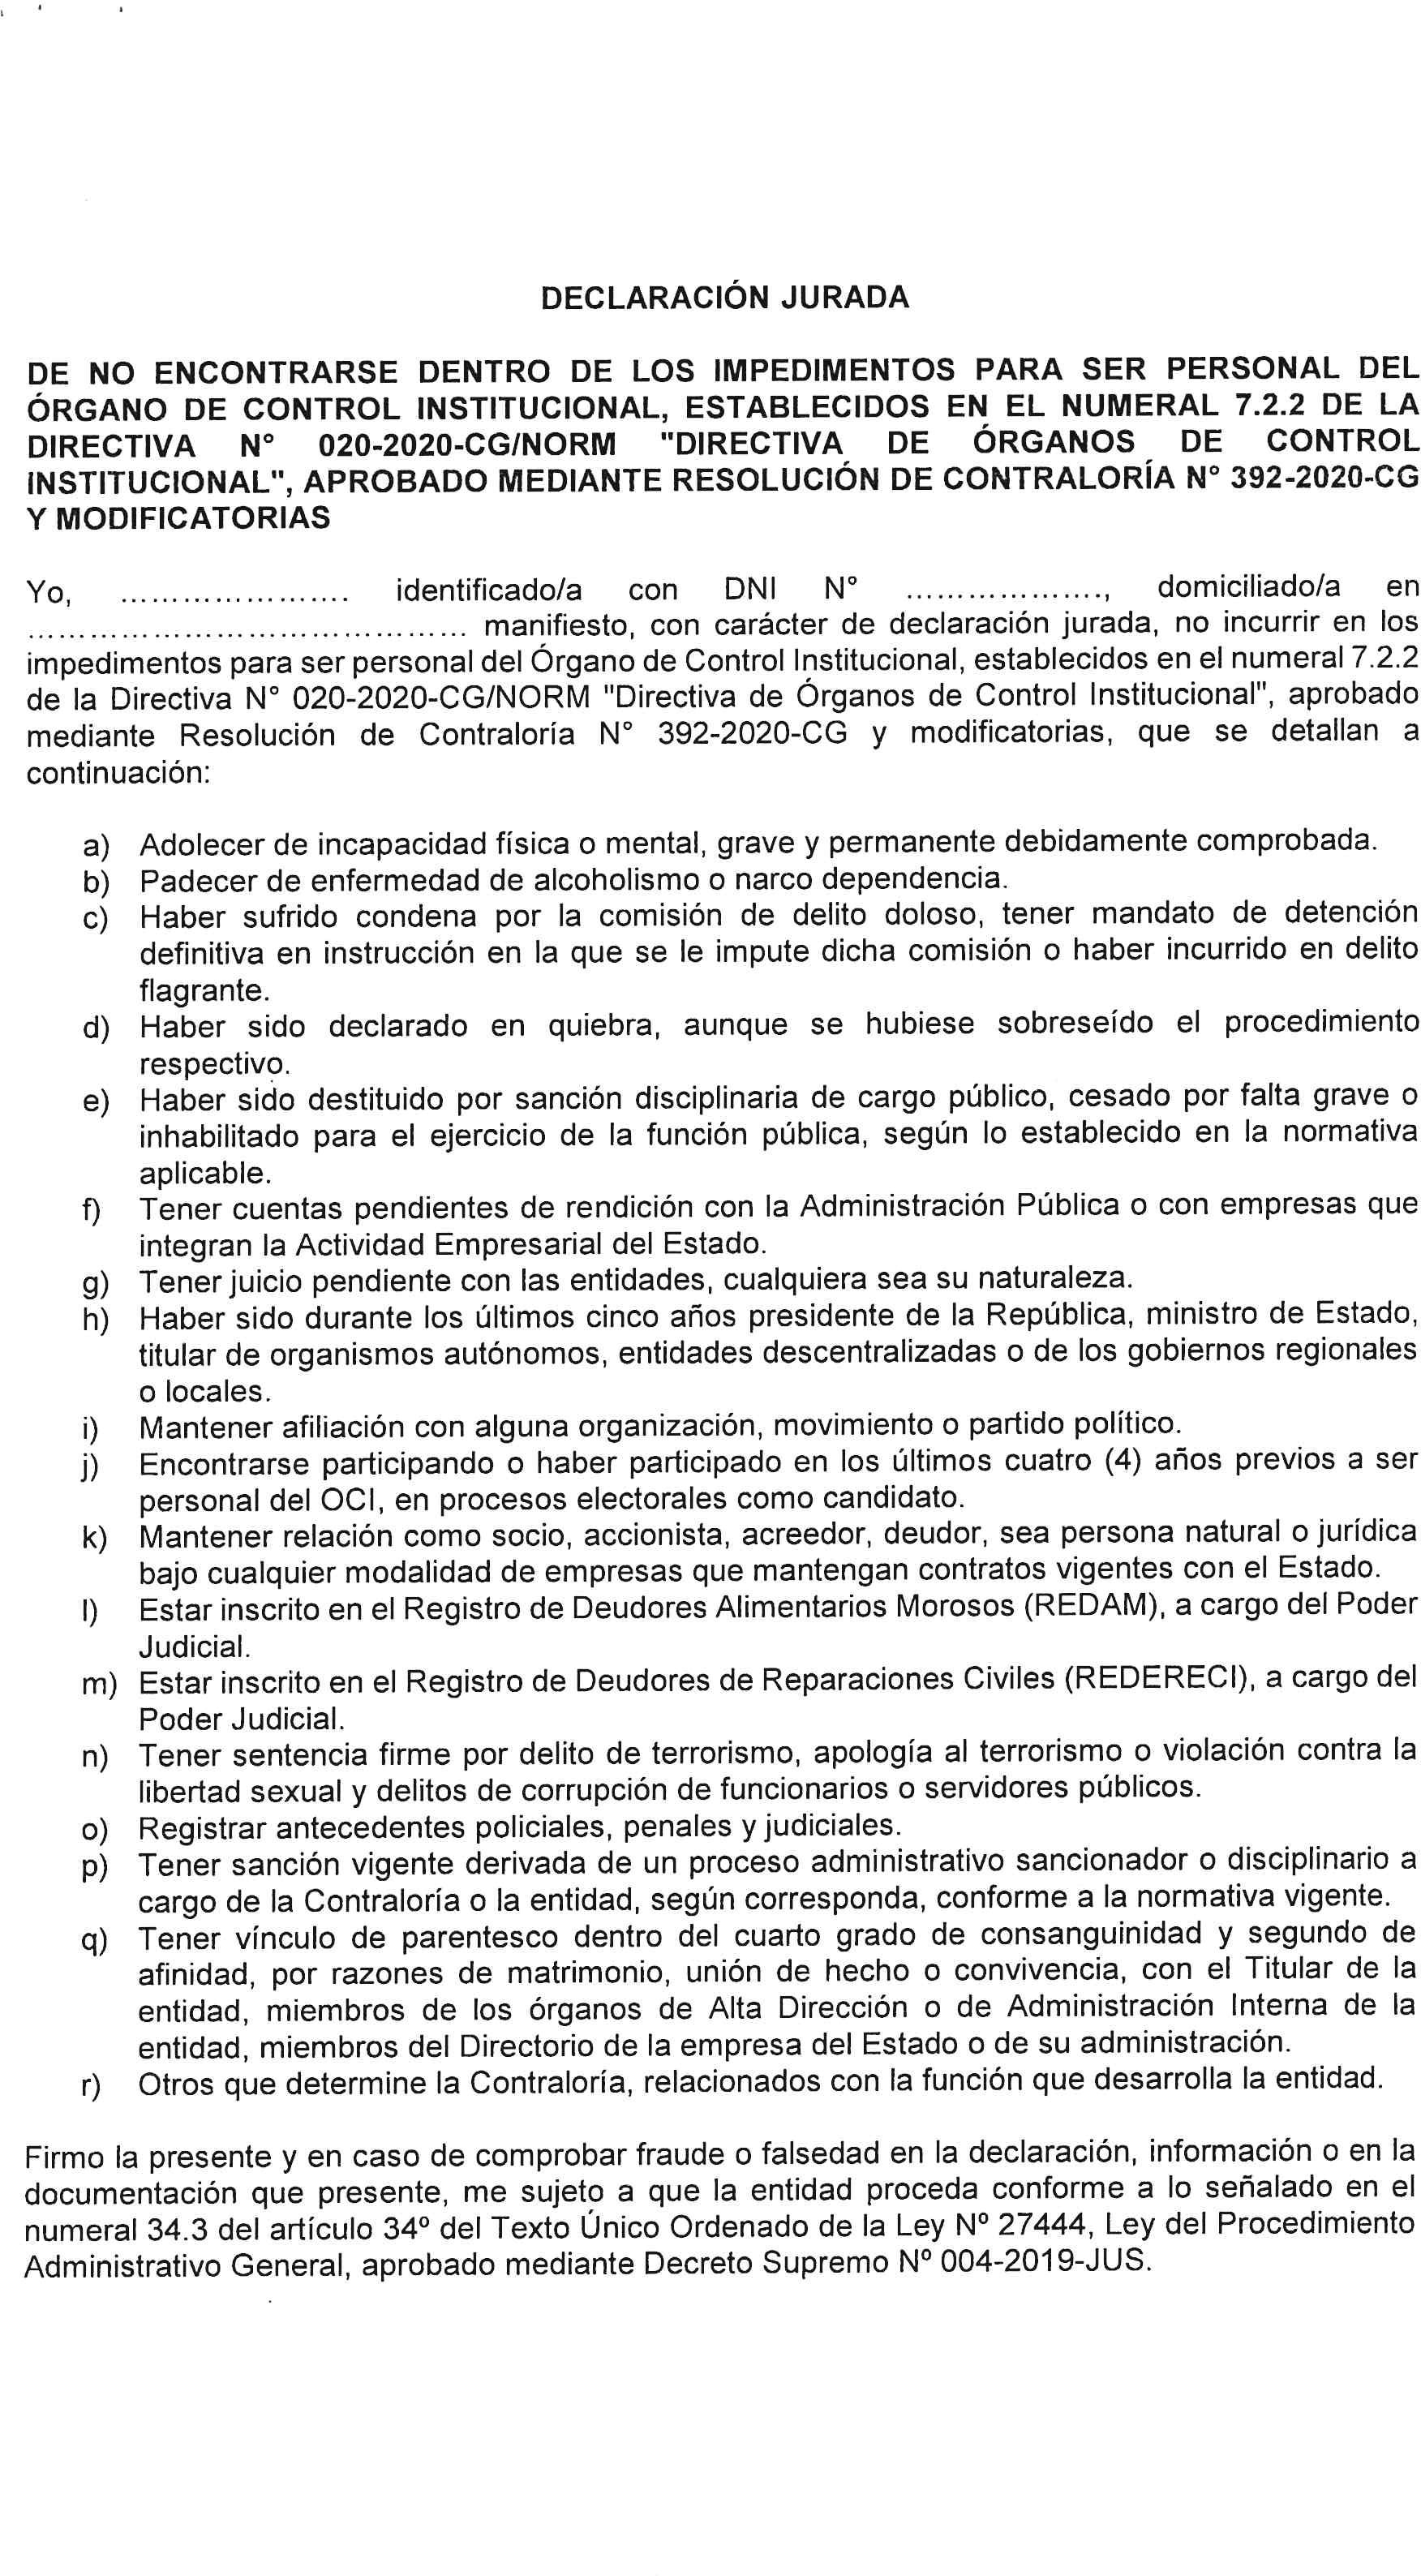 DECLARACIÓN JURADA
DE NO ENCONTRARSE DENTRO DE LOS IMPEDIMENTOS PARA SER PERSONAL DEL
ÓRGANO DE CONTROL INSTITUCIONAL, ESTABLECIDOS EN EL NUMERAL 7.2.2 DE LA
DIRECTIVA N° 020-2020-CG/NORM "DIRECTIVA DE ÓRGANOS DE CONTROL
INSTITUCIONAL", APROBADO MEDIANTE RESOLUCIÓN DE CONTRALORÍA N° 392-2020-CG
Y MODIFICATORIAS
Yo, ...................... identificado/a con DNI N° ..................., domiciliado/a en
.......................................... manifiesto, con carácter de declaración jurada, no incurrir en los
impedimentos para ser personal del Órgano de Control Institucional, establecidos en el numeral 7.2.2
de la Directiva N° 020-2020-CG/NORM "Directiva de Órganos de Control Institucional", aprobado
mediante Resolución de Contraloría N° 392-2020-CG y modificatorias, que se detallan a
continuación:
a) Adolecer de incapacidad física o mental, grave y permanente debidamente comprobada.
b) Padecer de enfermedad de alcoholismo o narco dependencia.
c) Haber sufrido condena por la comisión de delito doloso, tener mandato de detención
definitiva en instrucción en la que se le impute dicha comisión o haber incurrido en delito
flagrante.
d) Haber sido declarado en quiebra, aunque se hubiese sobreseído el procedimiento
respectivo.
e) Haber sido destituido por sanción disciplinaria de cargo público, cesado por falta grave o
inhabilitado para el ejercicio de la función pública, según lo establecido en la normativa
aplicable.
f) Tener cuentas pendientes de rendición con la Administración Pública o con empresas que
integran la Actividad Empresarial del Estado.
g) Tener juicio pendiente con las entidades, cualquiera sea su naturaleza.
h) Haber sido durante los últimos cinco años presidente de la República, ministro de Estado,
titular de organismos autónomos, entidades descentralizadas o de los gobiernos regionales
o locales.
i) Mantener afiliación con alguna organización, movimiento o partido político.
j) Encontrarse participando o haber participado en los últimos cuatro (4) años previos a ser
personal del OCI, en procesos electorales como candidato.
k) Mantener relación como socio, accionista, acreedor, deudor, sea persona natural o jurídica
bajo cualquier modalidad de empresas que mantengan contratos vigentes con el Estado.
l) Estar inscrito en el Registro de Deudores Alimentarios Morosos (REDAM), a cargo del Poder
Judicial.
m) Estar inscrito en el Registro de Deudores de Reparaciones Civiles (REDERECI), a cargo del
Poder Judicial.
n) Tener sentencia firme por delito de terrorismo, apología al terrorismo o violación contra la
libertad sexual y delitos de corrupción de funcionarios o servidores públicos.
o) Registrar antecedentes policiales, penales y judiciales.
p) Tener sanción vigente derivada de un proceso administrativo sancionador o disciplinario a
cargo de la Contraloría o la entidad, según corresponda, conforme a la normativa vigente.
q) Tener vínculo de parentesco dentro del cuarto grado de consanguinidad y segundo de
afinidad, por razones de matrimonio, unión de hecho o convivencia, con el Titular de la
entidad, miembros de los órganos de Alta Dirección o de Administración Interna de la
entidad, miembros del Directorio de la empresa del Estado o de su administración.
r) Otros que determine la Contraloría, relacionados con la función que desarrolla la entidad.
Firmo la presente y en caso de comprobar fraude o falsedad en la declaración, información o en la
documentación que presente, me sujeto a que la entidad proceda conforme a lo señalado en el
numeral 34.3 del artículo 34º del Texto Único Ordenado de la Ley Nº 27444, Ley del Procedimiento
Administrativo General, aprobado mediante Decreto Supremo Nº 004-2019-JUS.